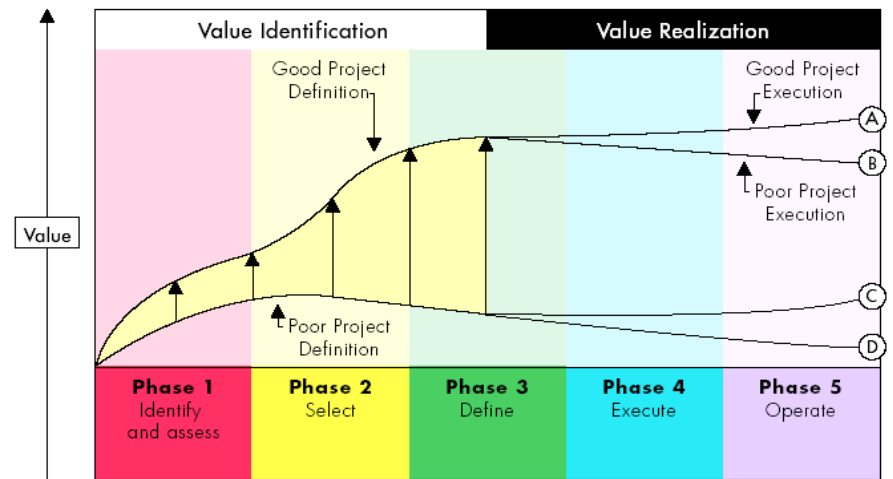 Value Identification
Value Realization
Good Project
Definition
Good Project
Execution
A
B
Poor Project
Execution
Value
C
Poor Project
Definition
D
Phase 1
Identify
and assess
Phase 2
Select
Phase 3
Define
Phase 4
Execute
Phase 5
Operate